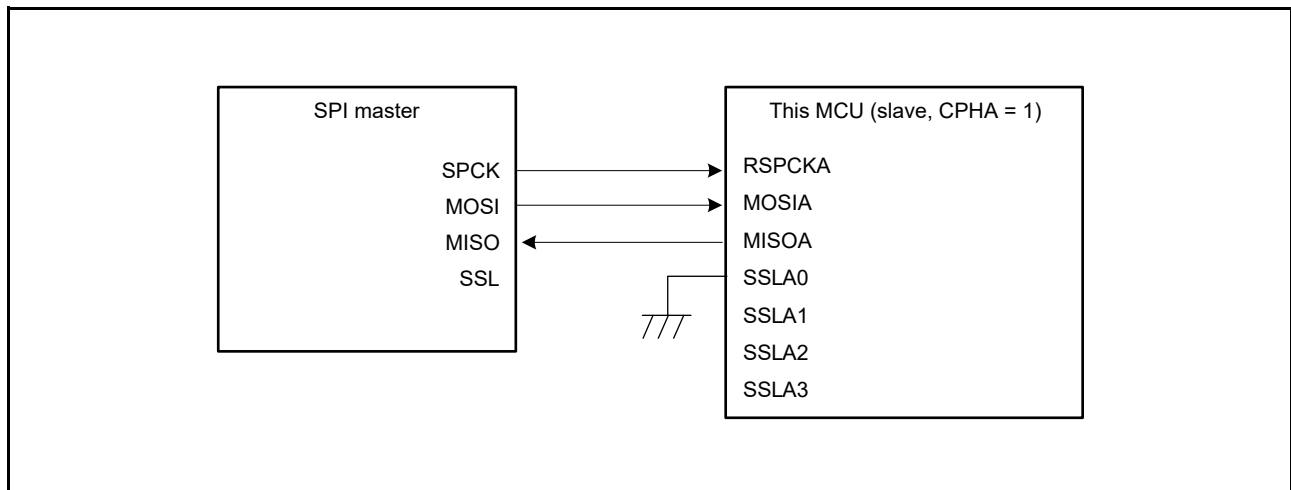 SPI master
SPCK
MOSI
MISO
SSL
This MCU (slave, CPHA = 1)
RSPCKA
MOSIA
MISOA
SSLA0
SSLA1
SSLA2
SSLA3